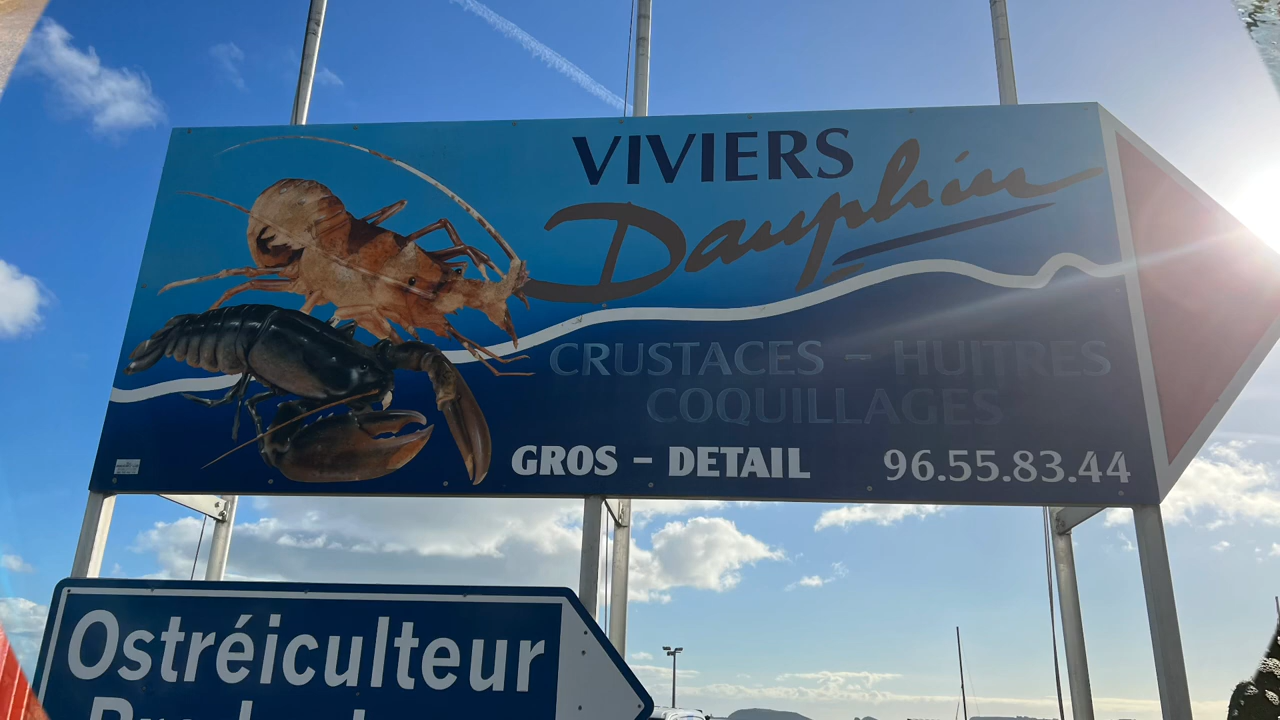 VIVIERS
Dauphin
CRUSTACES - HUITRES
COQUILLAGES
GROS - DETAIL 96.55.83.44
Ostréiculteur